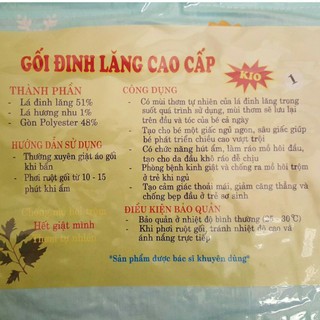 GỐI ĐINH LĂNG CAO CẤP
KIO
1
THÀNH PHẦN
- Lá đinh lăng 51%
- Lá hương nhu 1%
- Gòn Polyester 48%
HƯỚNG DẪN SỬ DỤNG
- Thường xuyên giặt áo gối
khi bẩn
- Phơi ruột gối từ 10 - 15
phút khi ẩm
Hết giật mình
CÔNG DỤNG
- Có mùi thơm tự nhiên của lá đinh lăng trong
suốt quá trình sử dụng, mùi thơm sẽ lưu lại
trên đầu và tóc của bé cả ngày
- Tạo cho bé một giấc ngủ ngon, sâu giấc giúp
bé phát triển chiều cao vượt trội
- Có chức năng hút ẩm, làm ráo mồ hôi đầu,
tạo cho da đầu khô ráo dễ chịu
- Phòng bệnh kinh giật và chống ra mồ hôi trộm
ở trẻ khi ngủ
- Tạo cảm giác thoải mái, giảm căng thẳng và
chống bẹp đầu ở trẻ sơ sinh
ĐIỀU KIỆN BẢO QUẢN
- Bảo quản ở nhiệt độ bình thường (25 - 30°C)
- Khi phơi ruột gối, tránh nhiệt độ cao và
ánh nắng trực tiếp
"Sản phẩm được bác sĩ khuyên dùng"